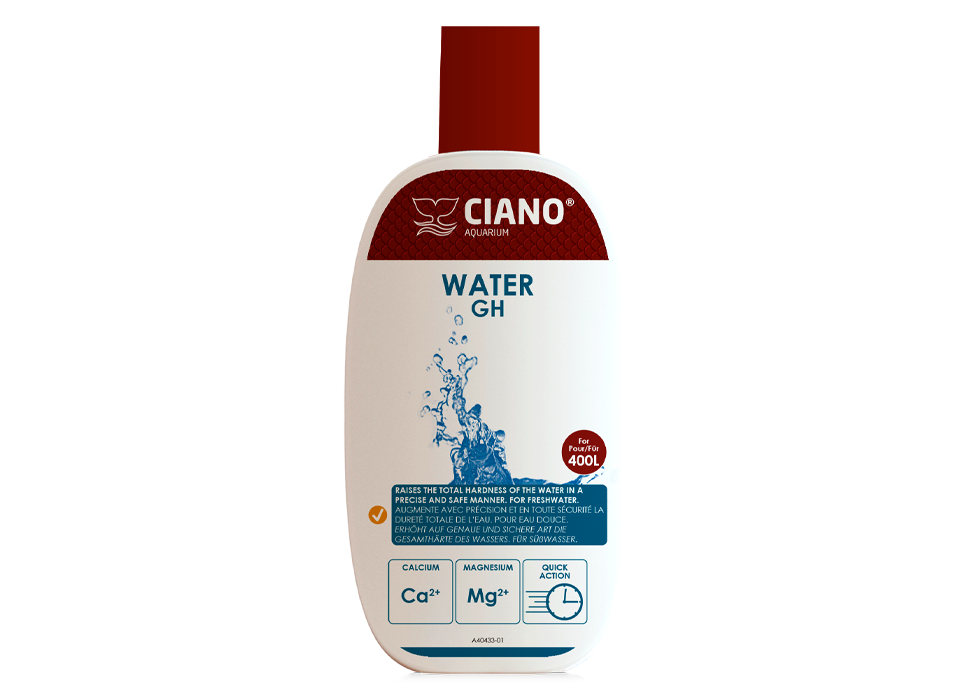 CIANO®
AQUARIUM
WATER
GH
For
Pour/Für
400L
RAISES THE TOTAL HARDNESS OF THE WATER IN A
PRECISE AND SAFE MANNER. FOR FRESHWATER.
AUGMENTE AVEC PRÉCISION ET EN TOUTE SÉCURITÉ LA
DURETÉ TOTALE DE L'EAU. POUR EAU DOUCE.
ERHÖHT AUF GENAUE UND SICHERE ART DIE
GESAMTHÄRTE DES WASSERS. FÜR SÜßWASSER.
CALCIUM
Ca²⁺
MAGNESIUM
Mg²⁺
QUICK
ACTION
A40433-01